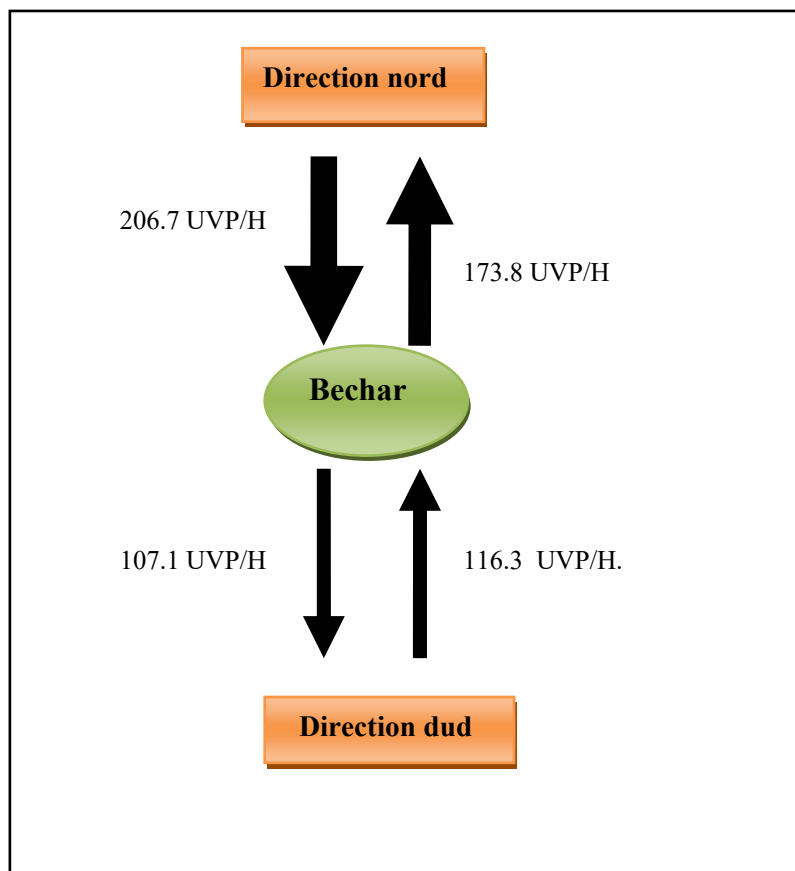 Direction nord
206.7 UVP/H
173.8 UVP/H
Bechar
107.1 UVP/H
116.3 UVP/H.
Direction dud